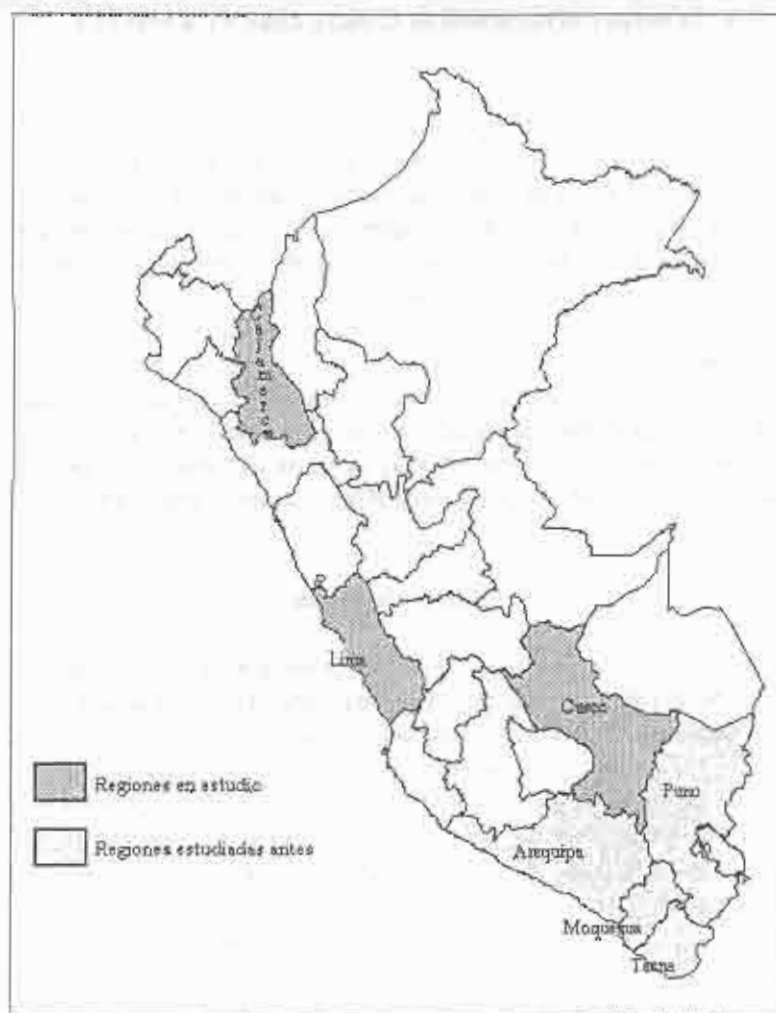 Cajamarca
Lima
Cusco
Puno
Regiones en estudio
Regiones estudiadas antes
Arequipa
Moquegua
Tacna